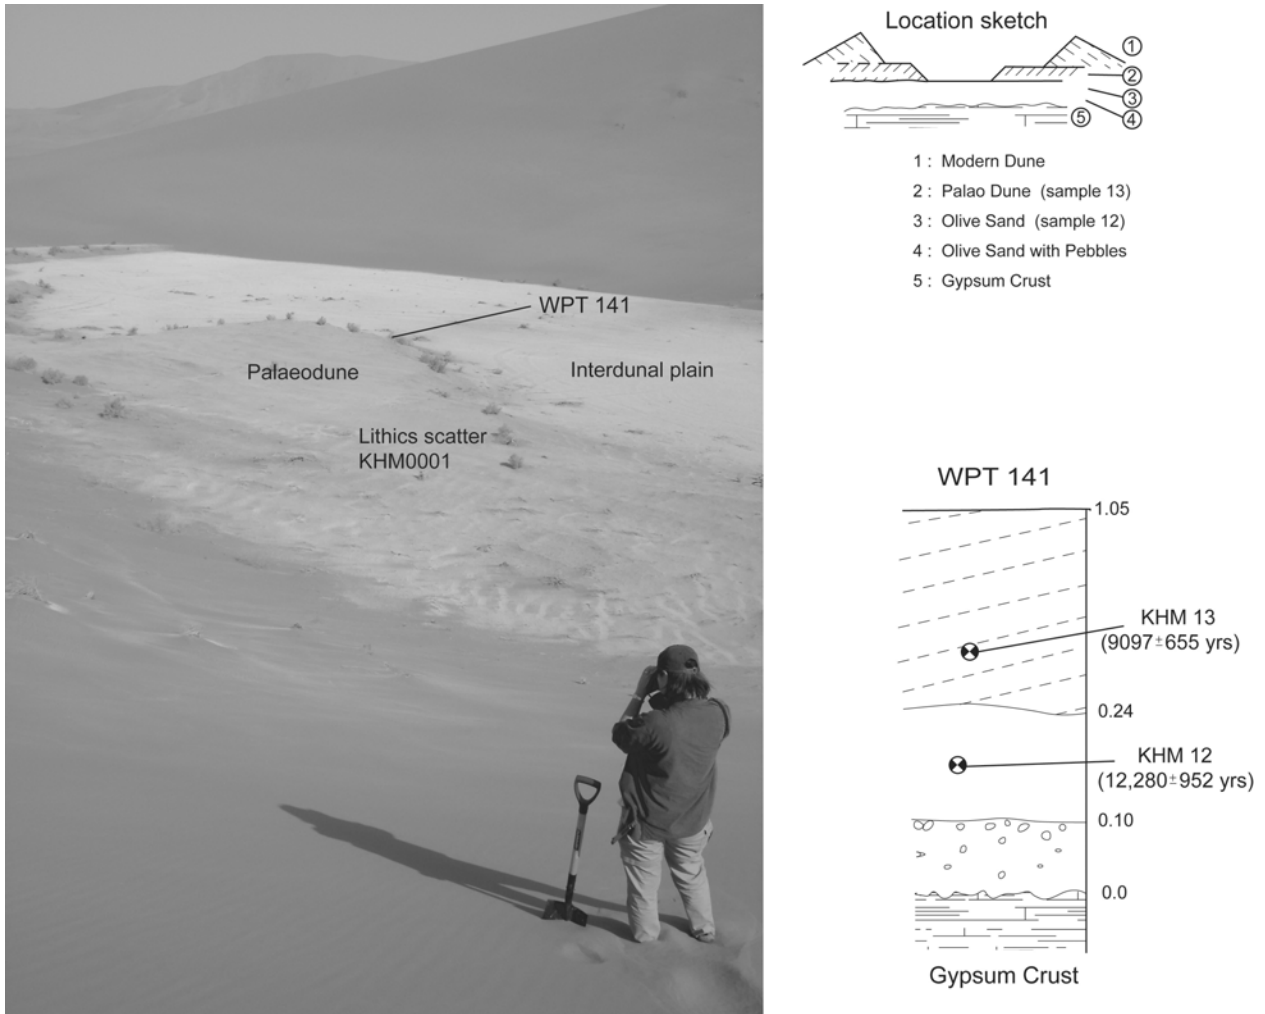 Location sketch
1
2
3
4
5
1 : Modern Dune
2 : Palao Dune (sample 13)
3 : Olive Sand (sample 12)
4 : Olive Sand with Pebbles
5 : Gypsum Crust
WPT 141
Palaeodune
Interdunal plain
Lithics scatter
KHM0001
WPT 141
1.05
KHM 13
(9097±655 yrs)
0.24
KHM 12
(12,280±952 yrs)
0.10
0.0
Gypsum Crust